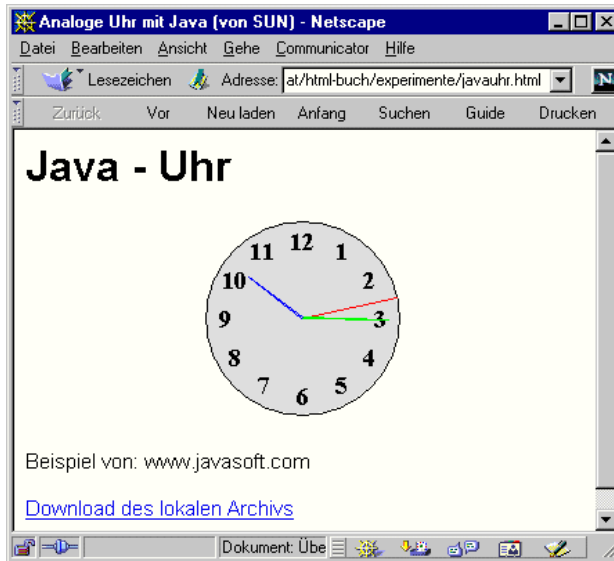 Analoge Uhr mit Java (von SUN) - Netscape
Datei Bearbeiten Ansicht Gehe Communicator Hilfe
Lesezeichen Adresse: at/html-buch/experimente/javauhr.html N
Zurück Vor Neu laden Anfang Suchen Guide Drucken
Java - Uhr
12
11 1
10 2
9 3
8 4
7 5
6
Beispiel von: www.javasoft.com
Download des lokalen Archivs
Dokument: Übe